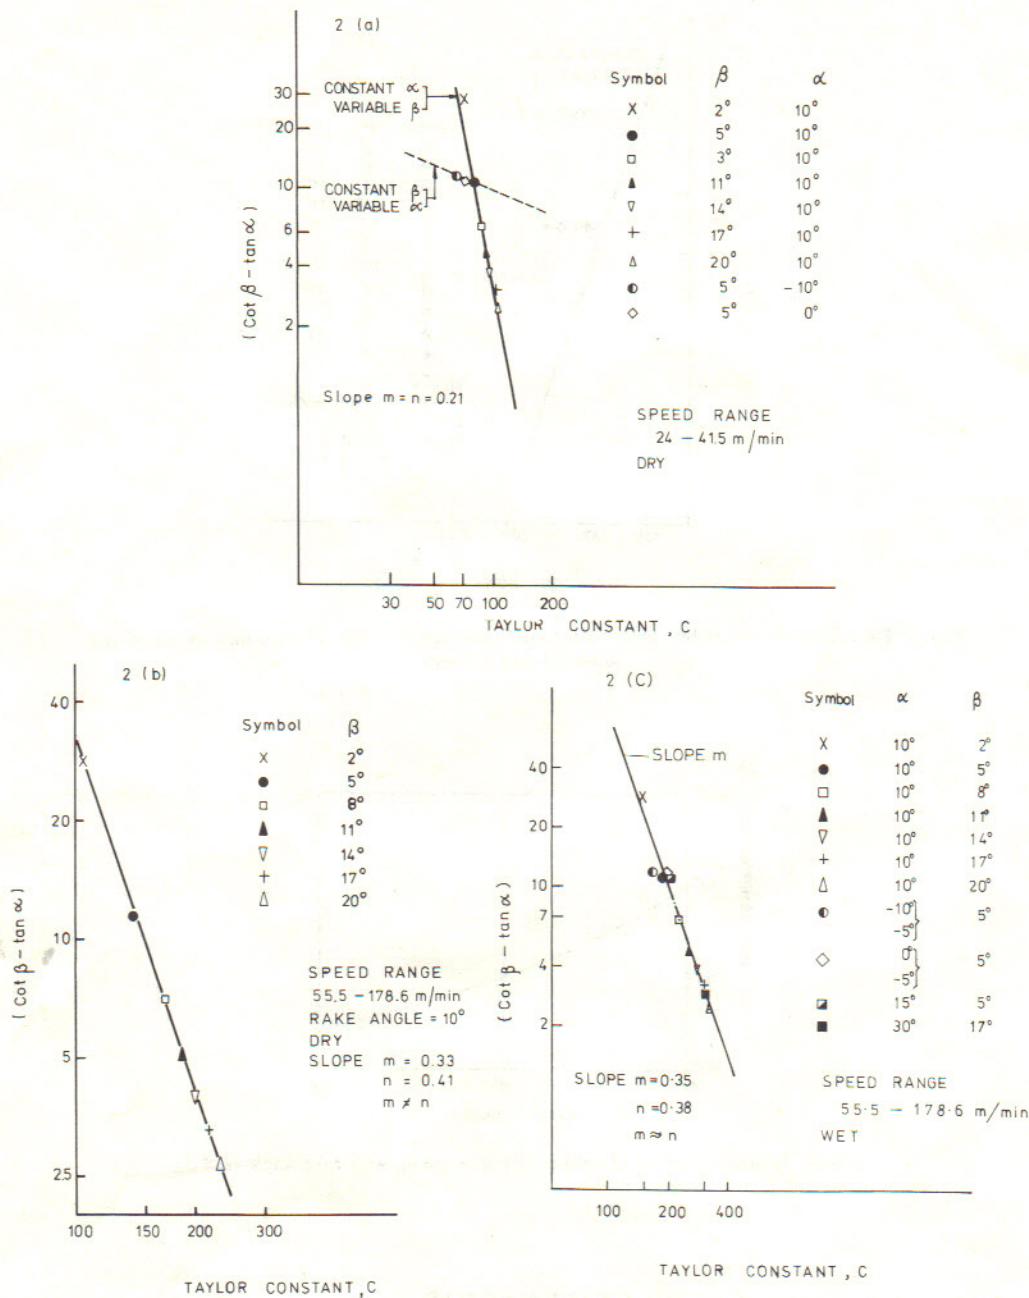 2 (a)
CONSTANT α
VARIABLE β
CONSTANT β
VARIABLE α
30
20
10
6
4
2
(Cot β - tan α)
Symbol β α
X 2° 10°
● 5° 10°
□ 3° 10°
▲ 11° 10°
▽ 14° 10°
+ 17° 10°
△ 20° 10°
◐ 5° -10°
◇ 5° 0°
Slope m = n = 0.21
SPEED RANGE
24 – 41.5 m/min
DRY
30 50 70 100 200
TAYLOR CONSTANT, C
2 (b)
40
20
10
5
25
(Cot β - tan α)
Symbol β
× 2°
● 5°
□ 8°
▲ 11°
▽ 14°
+ 17°
△ 20°
SPEED RANGE
55.5 – 178.6 m/min
RAKE ANGLE = 10°
DRY
SLOPE m = 0.33
n = 0.41
m ≠ n
100 150 200 300
TAYLOR CONSTANT, C
2 (C)
SLOPE m
40
20
10
7
4
2
(Cot β - tan α)
Symbol α β
X 10° 2°
● 10° 5°
□ 10° 8°
▲ 10° 11°
▽ 10° 14°
+ 10° 17°
△ 10° 20°
◐ -10° } 5°
-5°
◇ 0° } 5°
-5°
◪ 15° 5°
■ 30° 17°
SLOPE m = 0.35
n = 0.38
m ≈ n
SPEED RANGE
55.5 – 178.6 m/min
WET
100 200 400
TAYLOR CONSTANT, C